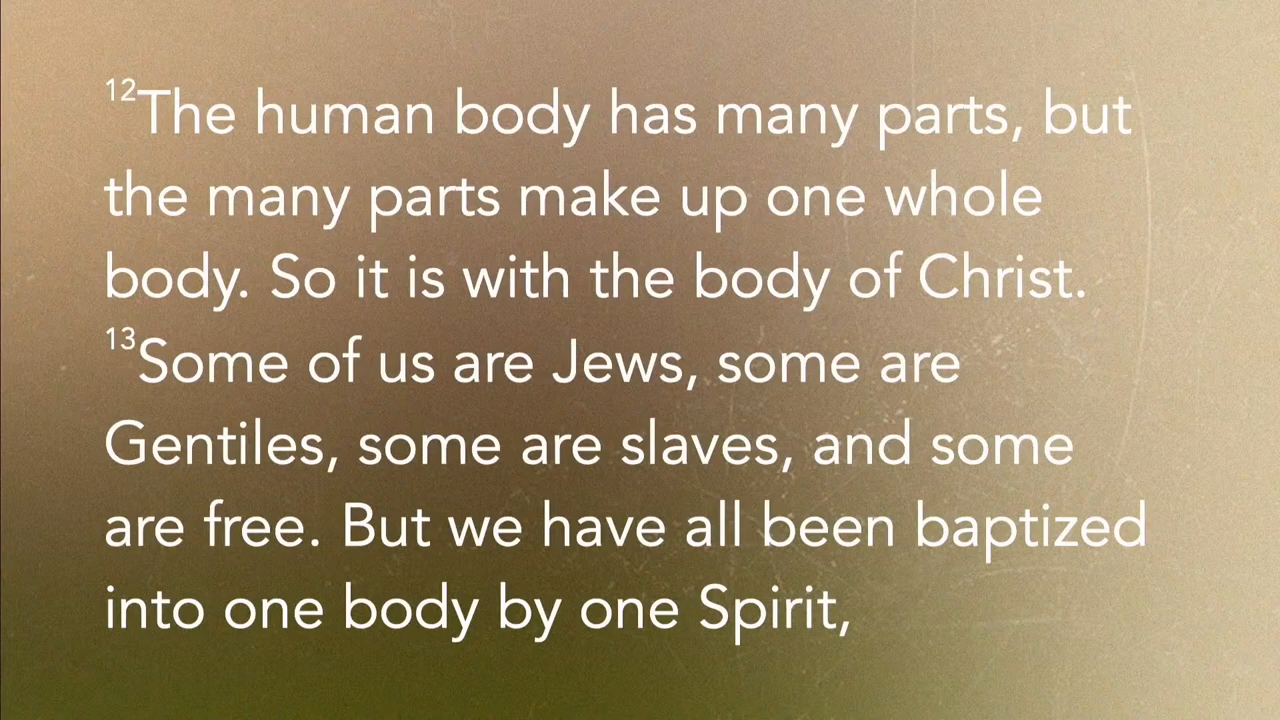 12The human body has many parts, but
the many parts make up one whole
body. So it is with the body of Christ.
13Some of us are Jews, some are
Gentiles, some are slaves, and some
are free. But we have all been baptized
into one body by one Spirit,